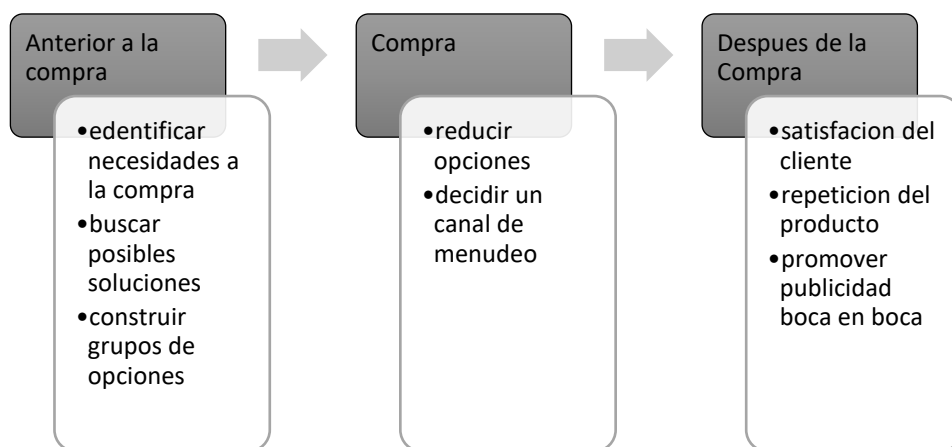 Anterior a la
compra
•edentificar
necesidades a
la compra
•buscar
posibles
soluciones
•construir
grupos de
opciones
Compra
•reducir
opciones
•decidir un
canal de
menudeo
Despues de la
Compra
•satisfacion del
cliente
•repeticion del
producto
•promover
publicidad
boca en boca